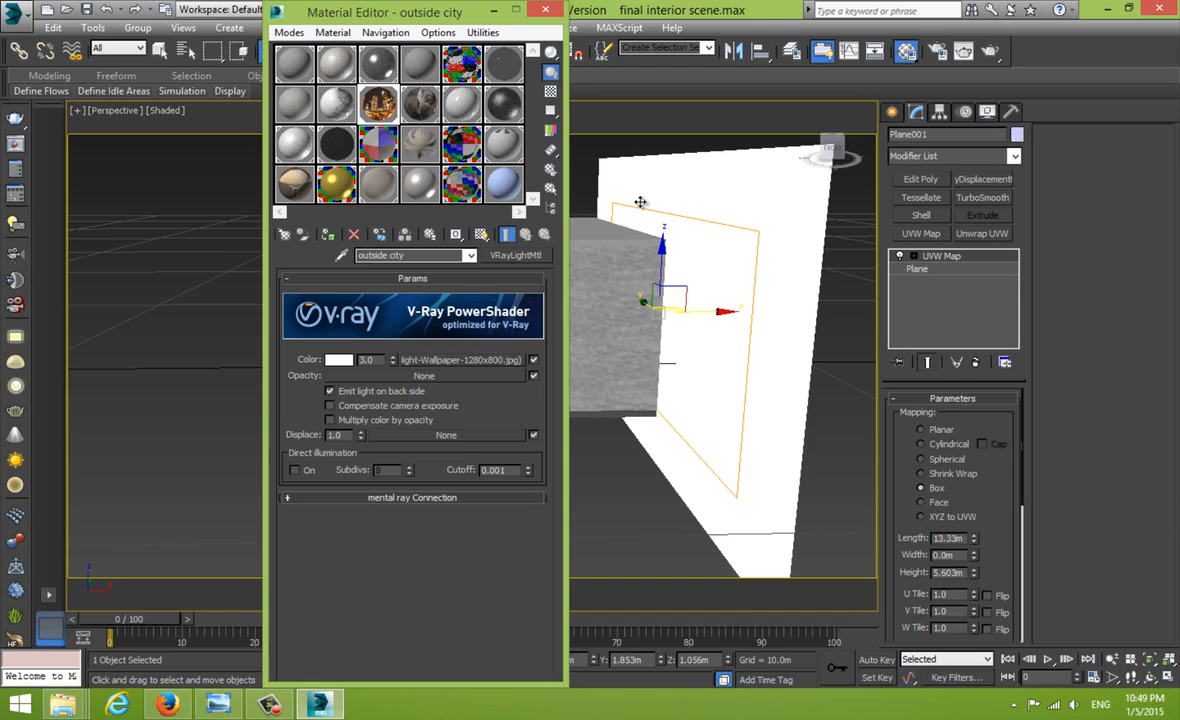 Workspace: Default
Version
final interior scene.max
Type a keyword or phrase
Edit Tools Group Views Create
MAXScript Help
All
Create Selection Se
Modeling Freeform Selection
Define Flows Define Idle Areas Simulation Display
[+] [Perspective] [Shaded]
Material Editor - outside city
Modes Material Navigation Options Utilities
outside city
VRayLightMtl
Params
v·ray
V-Ray PowerShader
optimized for V-Ray
Color: 3.0 light-Wallpaper-1280x800.jpg)
Opacity: None
Emit light on back side
Compensate camera exposure
Multiply color by opacity
Displace: 1.0 None
Direct illumination
On Subdivs: 8 Cutoff: 0.001
mental ray Connection
FRONT
z
y
x
Plane001
Modifier List
Edit Poly yDisplacement
Tessellate TurboSmooth
Shell Extrude
UVW Map Unwrap UVW
UVW Map
Plane
Parameters
Mapping:
Planar
Cylindrical Cap
Spherical
Shrink Wrap
Box
Face
XYZ to UVW
Length: 13.33m
Width: 0.0m
Height: 5.603m
U Tile: 1.0 Flip
V Tile: 1.0 Flip
W Tile: 1.0 Flip
z
0 / 100
0 10 20 70 80 90 100
1 Object Selected
Click and drag to select and move objects
Welcome to M
Y: 1.853m Z: 1.056m Grid = 10.0m
Add Time Tag
Auto Key Selected
Set Key Key Filters...
0
ENG
10:49 PM
1/5/2015